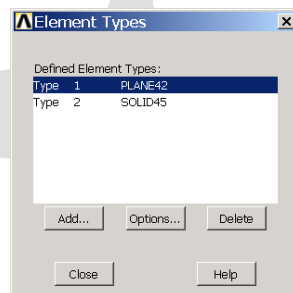 Element Types
Defined Element Types:
Type 1 PLANE42
Type 2 SOLID45
Add... Options... Delete
Close Help